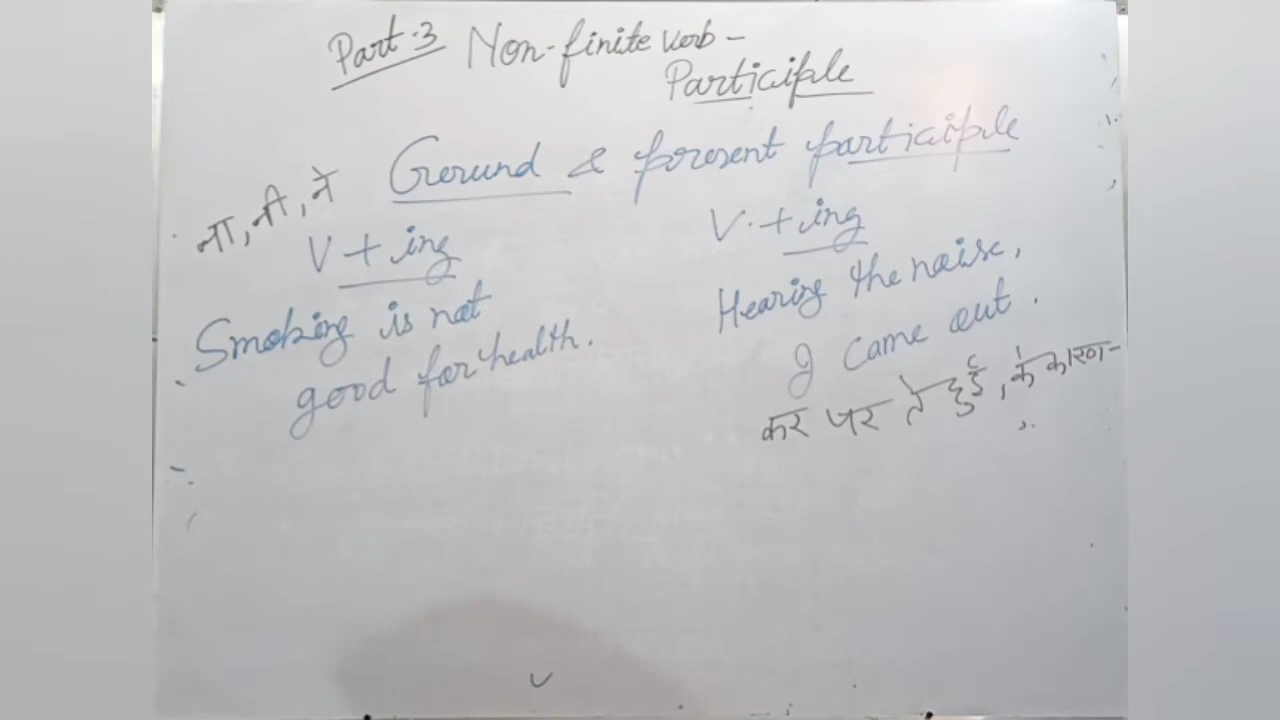 Part.3 Non-finite verb -
Participle
Gerund & present participle
ना, नी, ने
V + ing
Smoking is not
good for health.
V. + ing
Hearing the noise,
I came out.
कर पर ते हुई, के कारण-